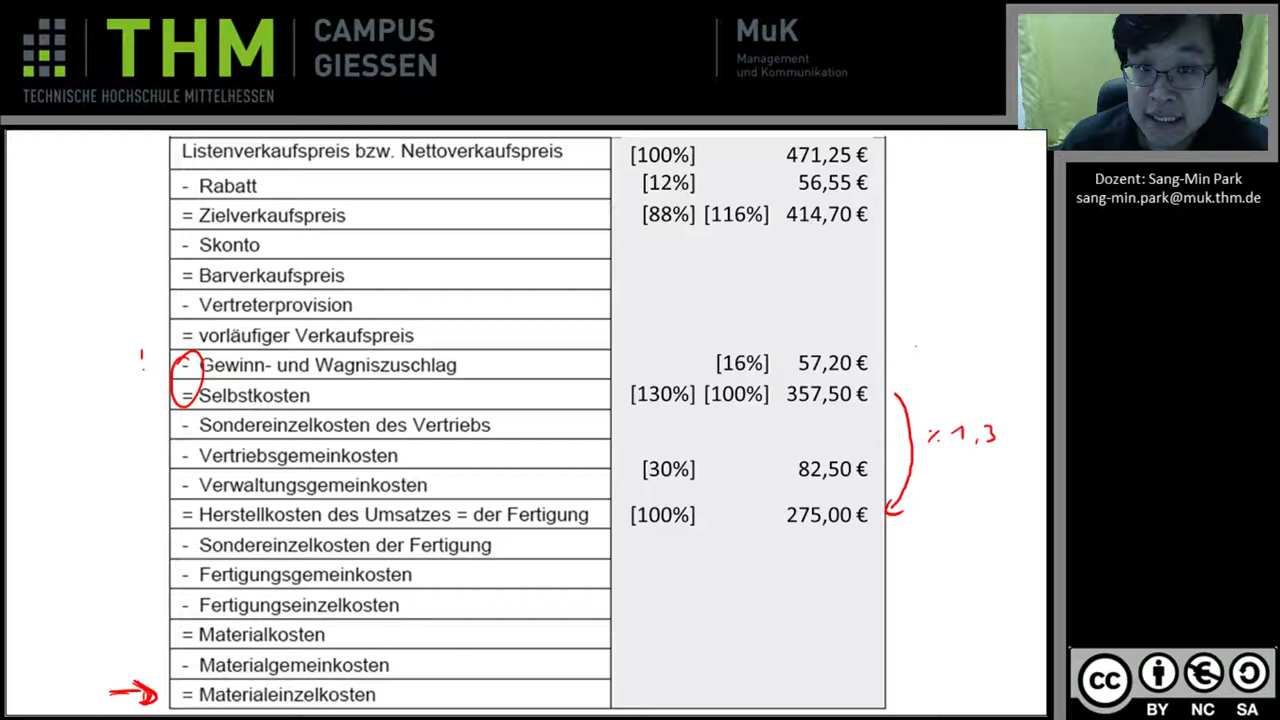 THM
CAMPUS
GIESSEN
TECHNISCHE HOCHSCHULE MITTELHESSEN
MuK
Management
und Kommunikation
Dozent: Sang-Min Park
sang-min.park@muk.thm.de
Listenverkaufspreis bzw. Nettoverkaufspreis [100%] 471,25 €
- Rabatt [12%] 56,55 €
= Zielverkaufspreis [88%] [116%] 414,70 €
- Skonto
= Barverkaufspreis
- Vertreterprovision
= vorläufiger Verkaufspreis
! - Gewinn- und Wagniszuschlag [16%] 57,20 €
= Selbstkosten [130%] [100%] 357,50 €
- Sondereinzelkosten des Vertriebs
⁒ 1,3
- Vertriebsgemeinkosten [30%] 82,50 €
- Verwaltungsgemeinkosten
= Herstellkosten des Umsatzes = der Fertigung [100%] 275,00 €
- Sondereinzelkosten der Fertigung
- Fertigungsgemeinkosten
- Fertigungseinzelkosten
= Materialkosten
- Materialgemeinkosten
= Materialeinzelkosten
cc
BY NC SA